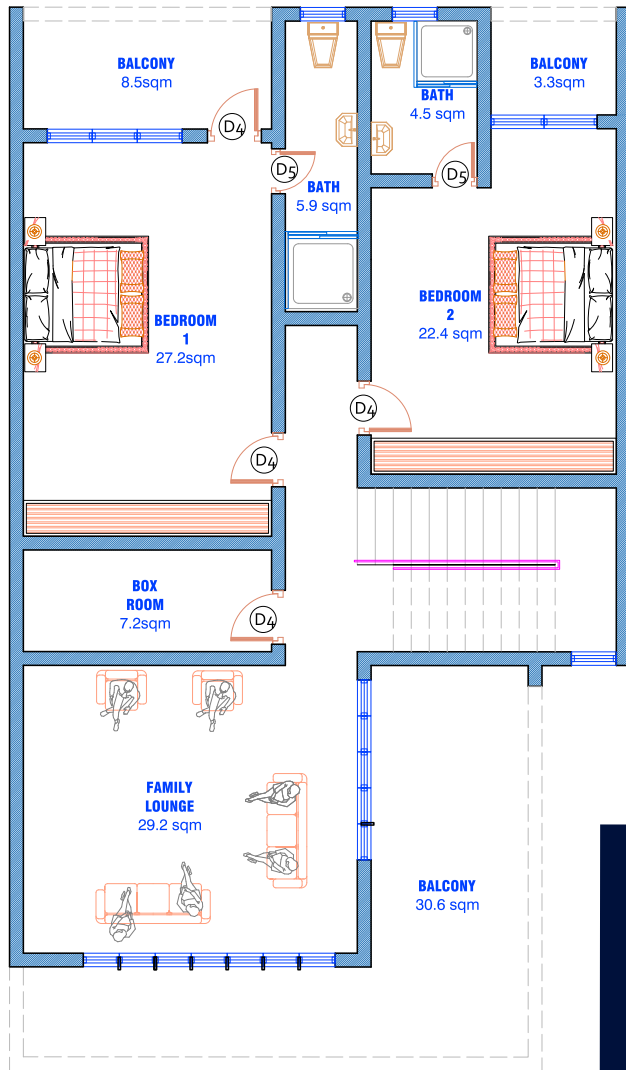 BALCONY
8.5sqm
BALCONY
3.3sqm
BATH
4.5 sqm
D4
D5
D5
BATH
5.9 sqm
BEDROOM
1
27.2sqm
BEDROOM
2
22.4 sqm
D4
D4
BOX
ROOM
7.2sqm
D4
FAMILY
LOUNGE
29.2 sqm
BALCONY
30.6 sqm